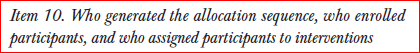 Item 10. Who generated the allocation sequence, who enrolled
participants, and who assigned participants to interventions